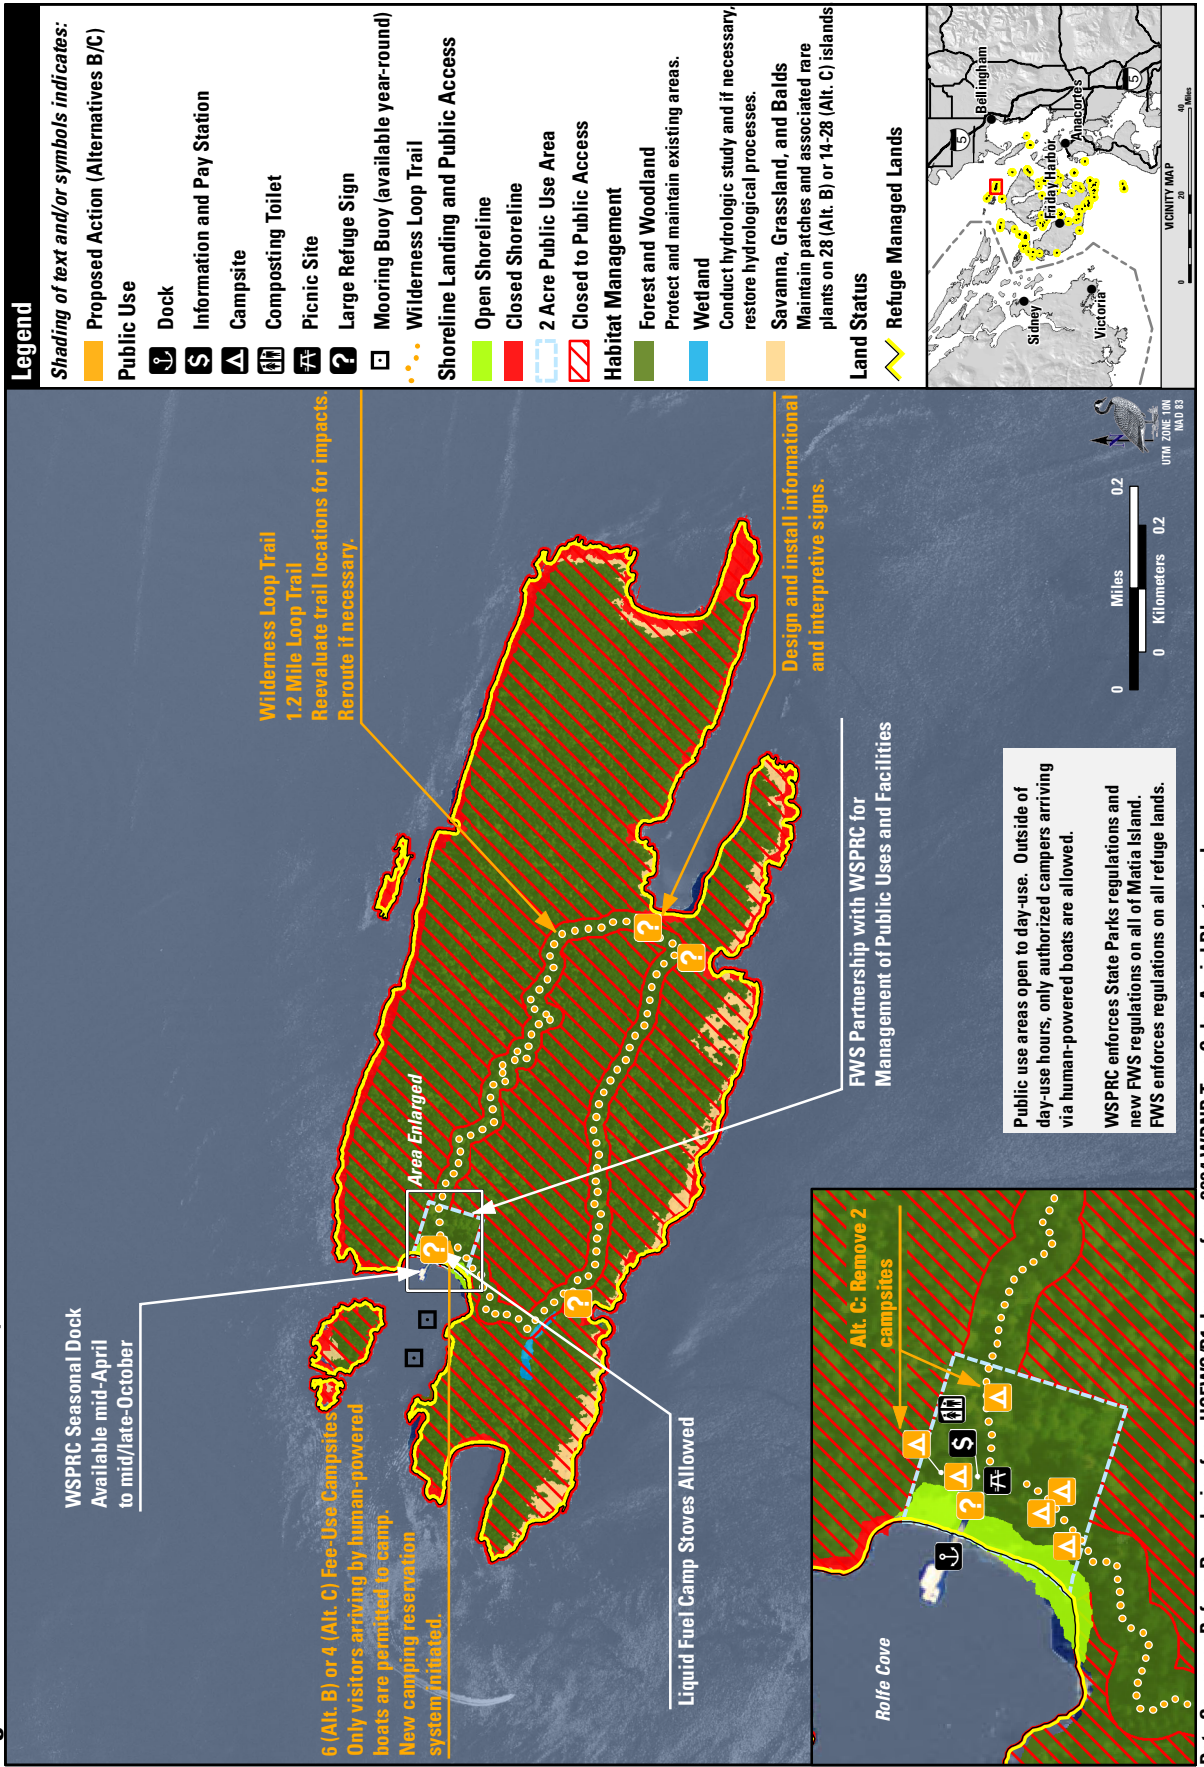 Legend
Shading of text and/or symbols indicates:
Proposed Action (Alternatives B/C)
Public Use
Dock
Information and Pay Station
Campsite
Composting Toilet
Picnic Site
Large Refuge Sign
Mooring Buoy (available year-round)
Wilderness Loop Trail
Shoreline Landing and Public Access
Open Shoreline
Closed Shoreline
2 Acre Public Use Area
Closed to Public Access
Habitat Management
Forest and Woodland
Protect and maintain existing areas.
Wetland
Conduct hydrologic study and if necessary,
restore hydrological processes.
Savanna, Grassland, and Balds
Maintain patches and associated rare
plants on 28 (Alt. B) or 14-28 (Alt. C) islands
Land Status
Refuge Managed Lands
Bellingham
5
Anacortes
5
Friday Harbor
Sidney
Victoria
VICINITY MAP
0 20 40
Miles
WSPRC Seasonal Dock
Available mid-April
to mid/late-October
Wilderness Loop Trail
1.2 Mile Loop Trail
Reevaluate trail locations for impacts.
Reroute if necessary.
Area Enlarged
6 (Alt. B) or 4 (Alt. C) Fee-Use Campsites
Only visitors arriving by human-powered
boats are permitted to camp.
New camping reservation
system initiated.
Liquid Fuel Camp Stoves Allowed
FWS Partnership with WSPRC for
Management of Public Uses and Facilities
Design and install informational
and interpretive signs.
Rolfe Cove
Alt. C: Remove 2
campsites
Public use areas open to day-use. Outside of
day-use hours, only authorized campers arriving
via human-powered boats are allowed.
WSPRC enforces State Parks regulations and
new FWS regulations on all of Matia Island.
FWS enforces regulations on all refuge lands.
0 Miles 0.2
0 Kilometers 0.2
UTM ZONE 10N
NAD 83